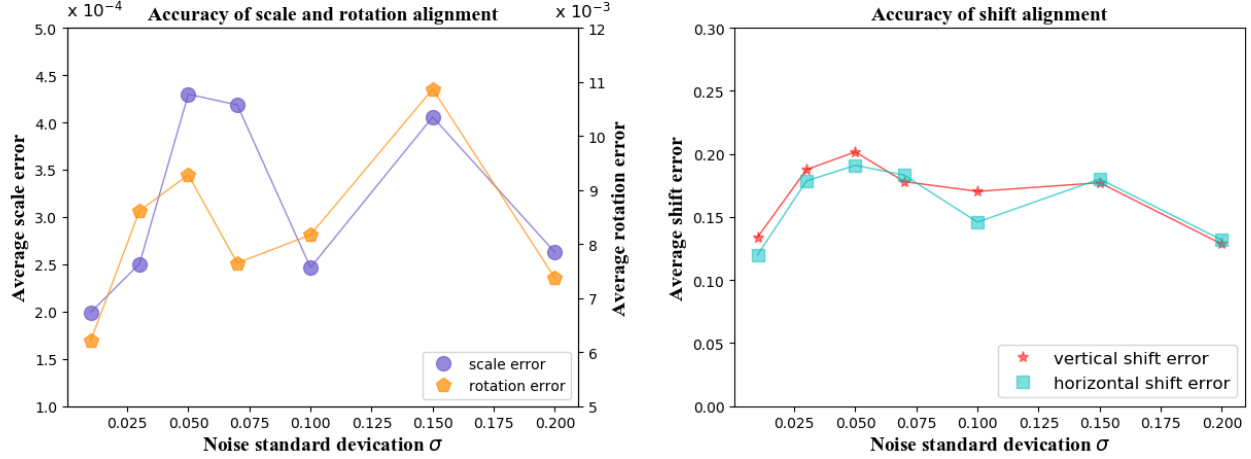 x 10⁻⁴
Accuracy of scale and rotation alignment
x 10⁻³
5.0
4.5
4.0
3.5
3.0
2.5
2.0
1.5
1.0
Average scale error
12
11
10
9
8
7
6
5
Average rotation error
scale error
rotation error
0.025 0.050 0.075 0.100 0.125 0.150 0.175 0.200
Noise standard devication σ
Accuracy of shift alignment
0.30
0.25
0.20
0.15
0.10
0.05
0.00
Average shift error
vertical shift error
horizontal shift error
0.025 0.050 0.075 0.100 0.125 0.150 0.175 0.200
Noise standard devication σ